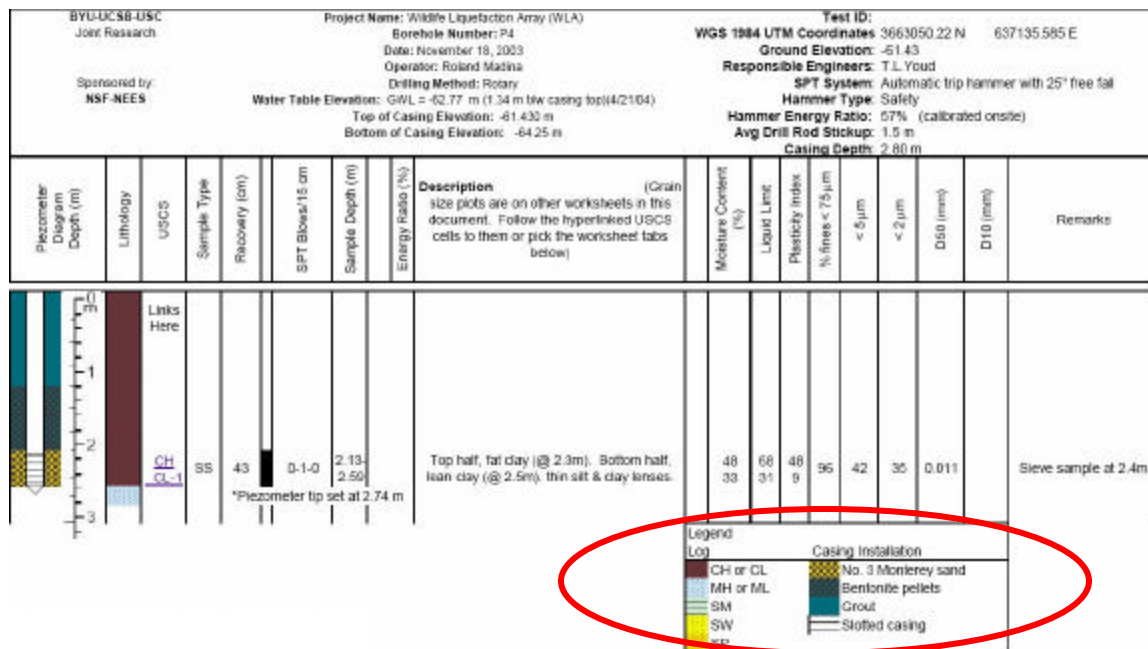 BYU-UCSB-USC
Joint Research
Sponsored by:
NSF-NEES
Project Name: Wildlife Liquefaction Array (WLA)
Borehole Number: P4
Date: November 18, 2003
Operator: Roland Madina
Drilling Method: Rotary
Water Table Elevation: GWL = -62.77 m (1.34 m blw casing top)(4/21/04)
Top of Casing Elevation: -61.430 m
Bottom of Casing Elevation: -64.25 m
Test ID:
WGS 1984 UTM Coordinates 3663050.22 N 637135.585 E
Ground Elevation: -61.43
Responsible Engineers: T.L.Youd
SPT System: Automatic trip hammer with 25" free fall
Hammer Type: Safety
Hammer Energy Ratio: 57% (calibrated onsite)
Avg Drill Rod Stickup: 1.5 m
Casing Depth: 2.80 m
Piezometer
Diagram
Depth (m)
Lithology
USCS
Sample Type
Recovery (cm)
SPT Blows/15 cm
Sample Depth (m)
Energy Ratio (%)
Description (Grain
size plots are on other worksheets in this
document. Follow the hyperlinked USCS
cells to them or pick the worksheet tabs
below)
Moisture Content
(%)
Liquid Limit
Plasticity Index
% fines < 75 µm
< 5 µm
< 2 µm
D50 (mm)
D10 (mm)
Remarks
0
m
1
2
3
Links
Here
CH
CL-1
SS
43
0-1-0
2.13-
2.59
*Piezometer tip set at 2.74 m
Top half, fat clay (@ 2.3m). Bottom half,
lean clay (@ 2.5m). thin silt & clay lenses.
48
33
68
31
48
9
96
42
35
0.011
Sieve sample at 2.4m
Legend
Log
CH or CL
MH or ML
SM
SW
SP
Casing Installation
No. 3 Monterey sand
Bentonite pellets
Grout
Slotted casing